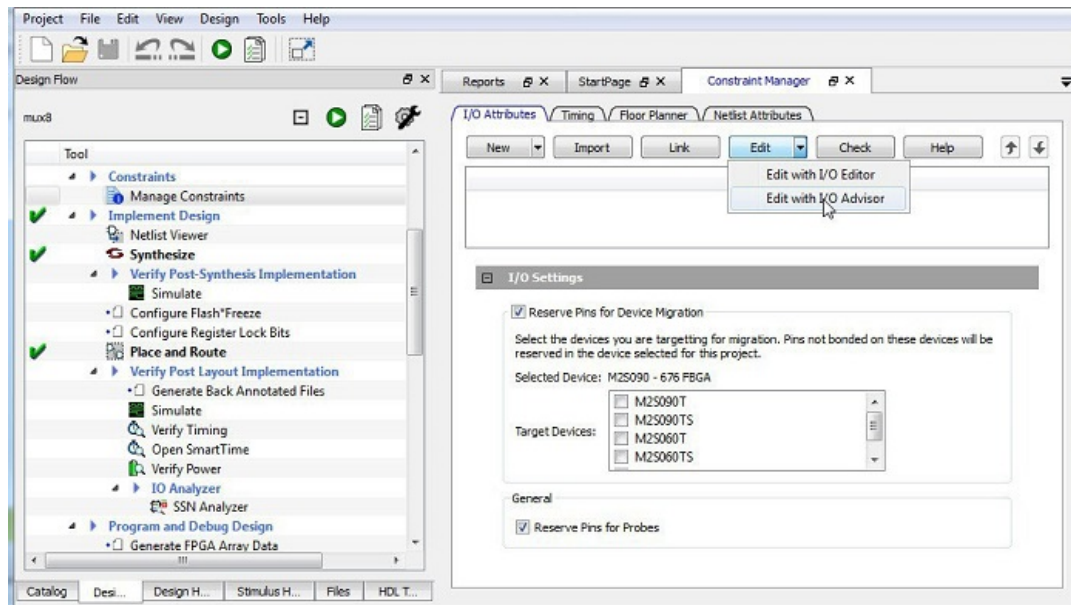 Project File Edit View Design Tools Help
Design Flow
Reports StartPage Constraint Manager
mux8
I/O Attributes Timing Floor Planner Netlist Attributes
Tool
New Import Link Edit Check Help
Edit with I/O Editor
Edit with I/O Advisor
Constraints
Manage Constraints
Implement Design
Netlist Viewer
Synthesize
Verify Post-Synthesis Implementation
Simulate
Configure Flash*Freeze
Configure Register Lock Bits
Place and Route
Verify Post Layout Implementation
Generate Back Annotated Files
Simulate
Verify Timing
Open SmartTime
Verify Power
IO Analyzer
SSN Analyzer
Program and Debug Design
Generate FPGA Array Data
I/O Settings
Reserve Pins for Device Migration
Select the devices you are targetting for migration. Pins not bonded on these devices will be
reserved in the device selected for this project.
Selected Device: M2S090 - 676 FBGA
Target Devices:
M2S090T
M2S090TS
M2S060T
M2S060TS
General
Reserve Pins for Probes
Catalog Desi... Design H... Stimulus H... Files HDL T...